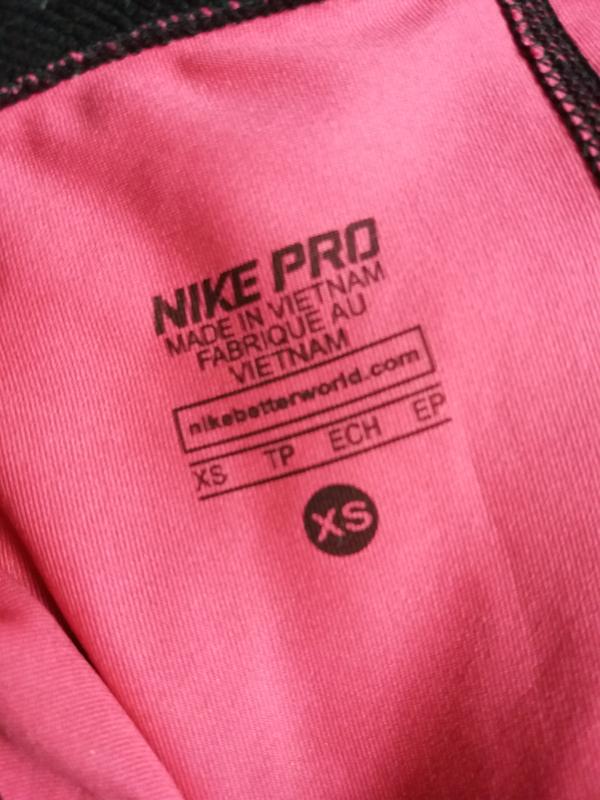 NIKE PRO
MADE IN VIETNAM
FABRIQUE AU
VIETNAM
nikebetterworld.com
XS TP ECH EP
XS